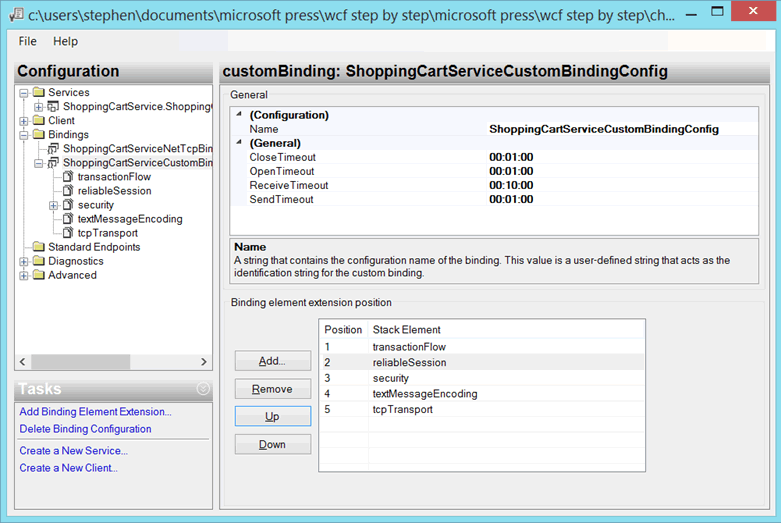 c:\users\stephen\documents\microsoft press\wcf step by step\microsoft press\wcf step by step\ch...
File Help
Configuration
Services
ShoppingCartService.Shopping
Client
Bindings
ShoppingCartServiceNetTcpBin
ShoppingCartServiceCustomBin
transactionFlow
reliableSession
security
textMessageEncoding
tcpTransport
Standard Endpoints
Diagnostics
Advanced
Tasks
Add Binding Element Extension...
Delete Binding Configuration
Create a New Service...
Create a New Client...
customBinding: ShoppingCartServiceCustomBindingConfig
General
(Configuration)
Name ShoppingCartServiceCustomBindingConfig
(General)
CloseTimeout 00:01:00
OpenTimeout 00:01:00
ReceiveTimeout 00:10:00
SendTimeout 00:01:00
Name
A string that contains the configuration name of the binding. This value is a user-defined string that acts as the
identification string for the custom binding.
Binding element extension position
Add...
Remove
Up
Down
Position Stack Element
1 transactionFlow
2 reliableSession
3 security
4 textMessageEncoding
5 tcpTransport